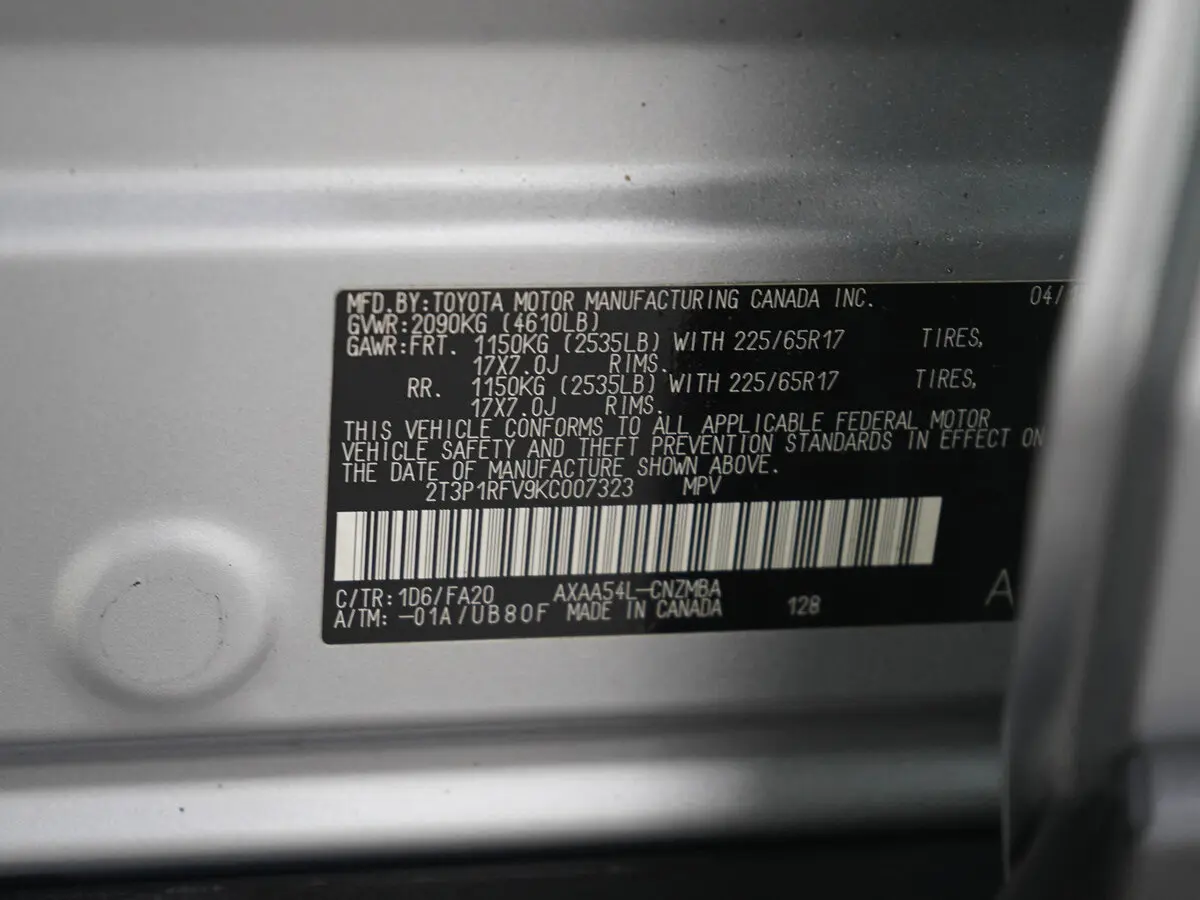 MFD.BY:TOYOTA MOTOR MANUFACTURING CANADA INC. 04/
GVWR:2090KG (4610LB)
GAWR:FRT. 1150KG (2535LB) WITH 225/65R17 TIRES,
17X7.0J RIMS.
RR. 1150KG (2535LB) WITH 225/65R17 TIRES,
17X7.0J RIMS.
THIS VEHICLE CONFORMS TO ALL APPLICABLE FEDERAL MOTOR
VEHICLE SAFETY AND THEFT PREVENTION STANDARDS IN EFFECT ON
THE DATE OF MANUFACTURE SHOWN ABOVE.
2T3P1RFV9KC007323 MPV
C/TR:1D6/FA20 AXAA54L-CNZMBA
A/TM: -01A/UB80F MADE IN CANADA 128 A